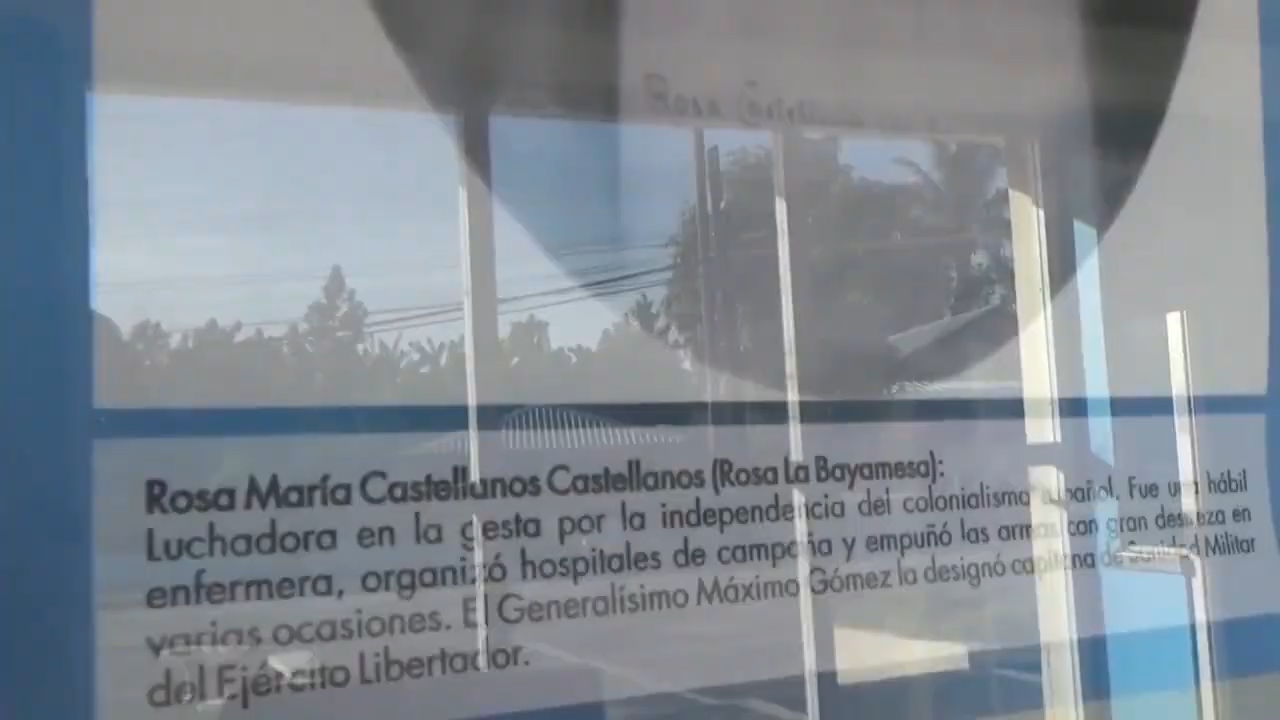 Rosa María Castellanos Castellanos (Rosa La Bayamesa):
Luchadora en la gesta por la independencia del colonialismo español. Fue una hábil
enfermera, organizó hospitales de campaña y empuñó las armas con gran destreza en
varias ocasiones. El Generalísimo Máximo Gómez la designó capitana de Sanidad Militar
del Ejército Libertador.